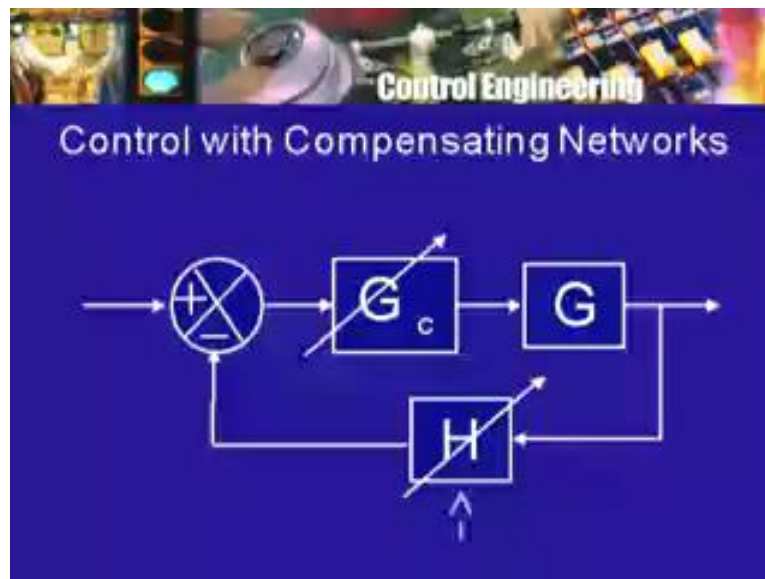 Control Engineering
Control with Compensating Networks
+
−
G c
G
H